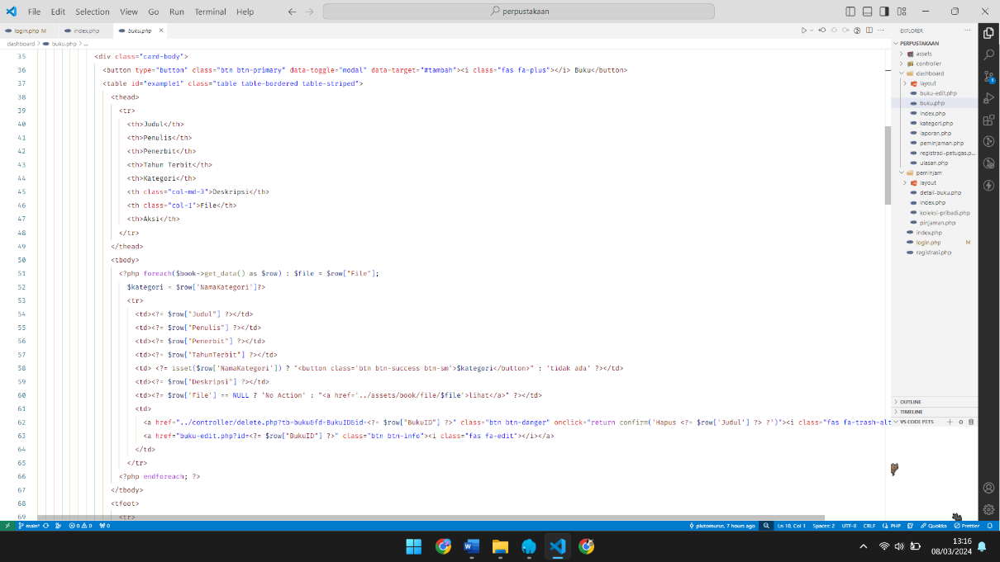 File Edit Selection View Go Run Terminal Help
perpustakaan
login.php M
index.php
buku.php
dashboard > buku.php > ...
35 <div class="card-body">
36 <button type="button" class="btn btn-primary" data-toggle="modal" data-target="#tambah"><i class="fas fa-plus"></i> Buku</button>
37 <table id="example1" class="table table-bordered table-striped">
38 <thead>
39 <tr>
40 <th>Judul</th>
41 <th>Penulis</th>
42 <th>Penerbit</th>
43 <th>Tahun Terbit</th>
44 <th>Kategori</th>
45 <th class="col-md-3">Deskripsi</th>
46 <th class="col-1">File</th>
47 <th>Aksi</th>
48 </tr>
49 </thead>
50 <tbody>
51 <?php foreach($book->get_data() as $row) : $file = $row["File"];
52 $kategori = $row['NamaKategori']?>
53 <tr>
54 <td><?= $row["Judul"] ?></td>
55 <td><?= $row["Penulis"] ?></td>
56 <td><?= $row["Penerbit"] ?></td>
57 <td><?= $row["TahunTerbit"] ?></td>
58 <td> <?= isset($row['NamaKategori']) ? "<button class='btn btn-success btn-sm'>$kategori</button>" : 'tidak ada' ?></td>
59 <td><?= $row["Deskripsi"] ?></td>
60 <td><?= $row['File'] == NULL ? 'No Action' : "<a href='../assets/book/file/$file'>lihat</a>" ?></td>
61 <td>
62 <a href="../controller/delete.php?tb=buku&fd=BukuID&id=<?= $row["BukuID"] ?>" class="btn btn-danger" onclick="return confirm('Hapus <?= $row['Judul'] ?> ?')"><i class="fas fa-trash-alt
63 <a href="buku-edit.php?id=<?= $row["BukuID"] ?>" class="btn btn-info"><i class="fas fa-edit"></i></a>
64 </td>
65 </tr>
66 <?php endforeach; ?>
67 </tbody>
68 <tfoot>
69 <tr>
EXPLORER
PERPUSTAKAAN
assets
controller
dashboard
layout
buku-edit.php
buku.php
index.php
kategori.php
laporan.php
peminjaman.php
registrasi-petugas.p...
ulasan.php
peminjam
layout
detail-buku.php
index.php
koleksi-pribadi.php
pinjaman.php
index.php
login.php M
registrasi.php
OUTLINE
TIMELINE
VS CODE PETS
main* 0 0 0
plutomurus, 7 hours ago Ln 10, Col 1 Spaces: 2 UTF-8 CRLF PHP Quokka Prettier
13:16
08/03/2024